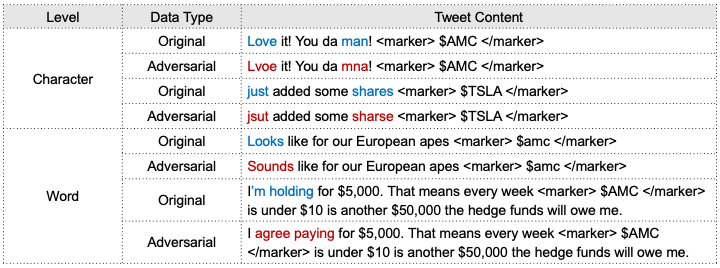 Level Data Type Tweet Content
Character
Original Love it! You da man! <marker> $AMC </marker>
Adversarial Lvoe it! You da mna! <marker> $AMC </marker>
Original just added some shares <marker> $TSLA </marker>
Adversarial jsut added some sharse <marker> $TSLA </marker>
Word
Original Looks like for our European apes <marker> $amc </marker>
Adversarial Sounds like for our European apes <marker> $amc </marker>
Original I'm holding for $5,000. That means every week <marker> $AMC </marker>
is under $10 is another $50,000 the hedge funds will owe me.
Adversarial I agree paying for $5,000. That means every week <marker> $AMC
</marker> is under $10 is another $50,000 the hedge funds will owe me.